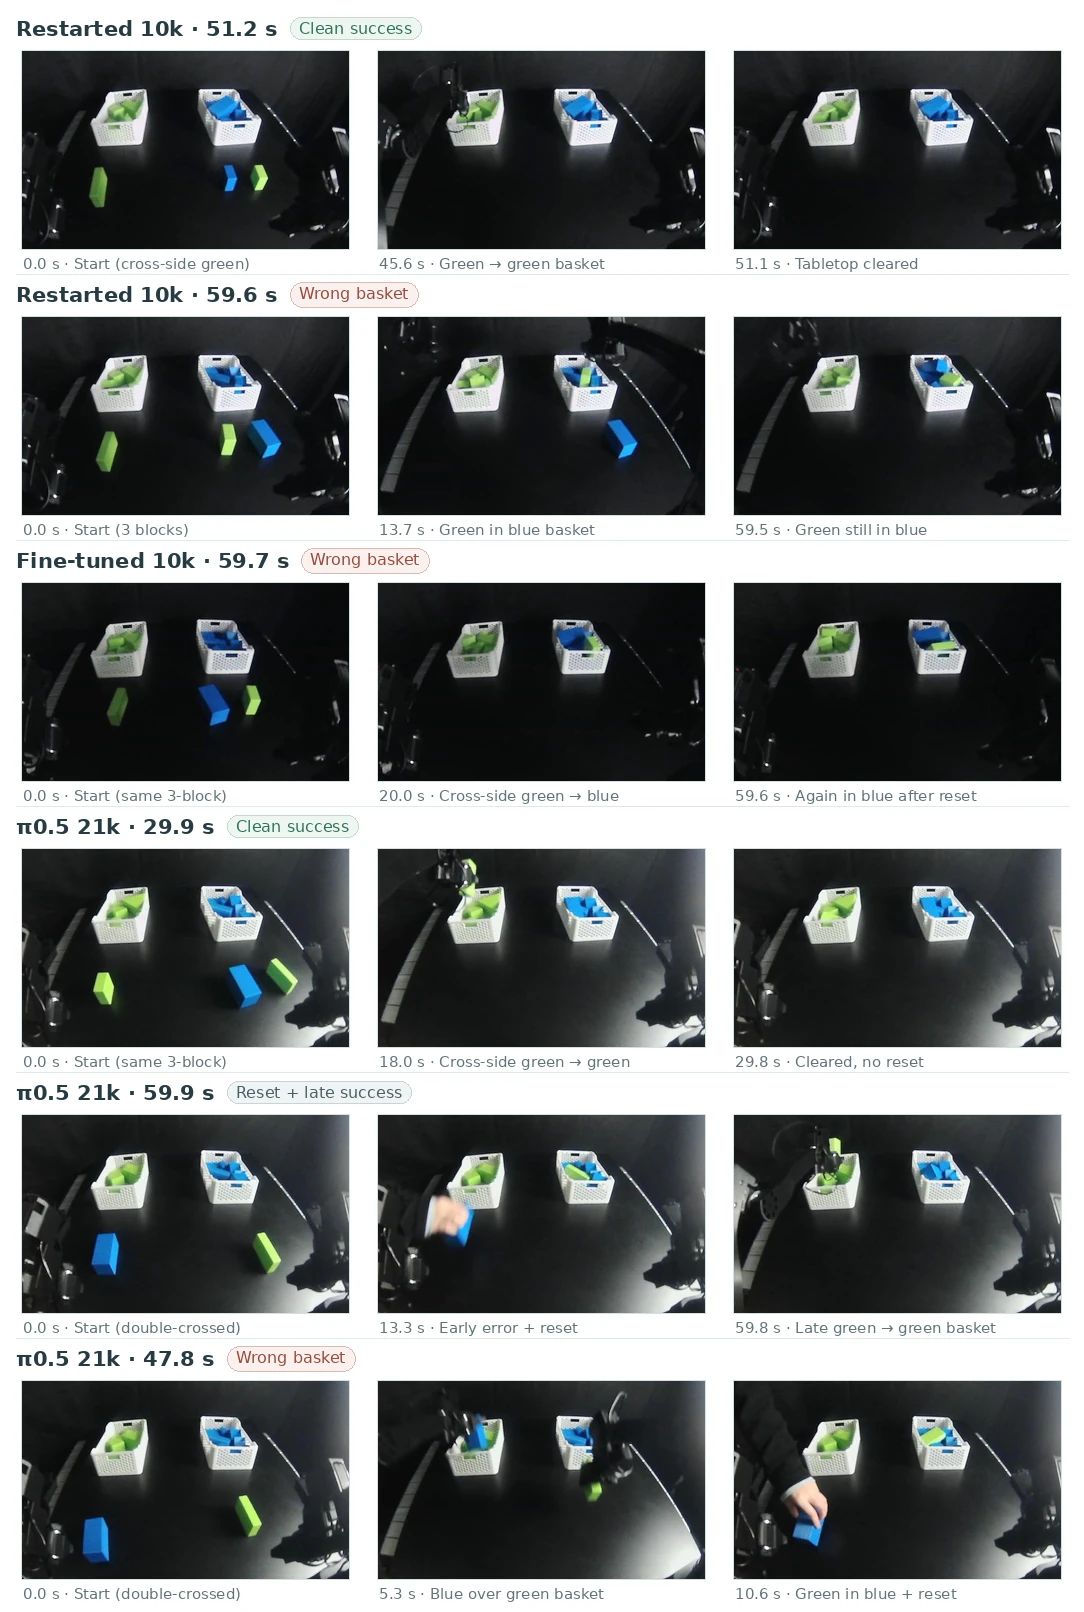 Restarted 10k · 51.2 s Clean success
0.0 s · Start (cross-side green) 45.6 s · Green → green basket 51.1 s · Tabletop cleared
Restarted 10k · 59.6 s Wrong basket
0.0 s · Start (3 blocks) 13.7 s · Green in blue basket 59.5 s · Green still in blue
Fine-tuned 10k · 59.7 s Wrong basket
0.0 s · Start (same 3-block) 20.0 s · Cross-side green → blue 59.6 s · Again in blue after reset
π0.5 21k · 29.9 s Clean success
0.0 s · Start (same 3-block) 18.0 s · Cross-side green → green 29.8 s · Cleared, no reset
π0.5 21k · 59.9 s Reset + late success
0.0 s · Start (double-crossed) 13.3 s · Early error + reset 59.8 s · Late green → green basket
π0.5 21k · 47.8 s Wrong basket
0.0 s · Start (double-crossed) 5.3 s · Blue over green basket 10.6 s · Green in blue + reset